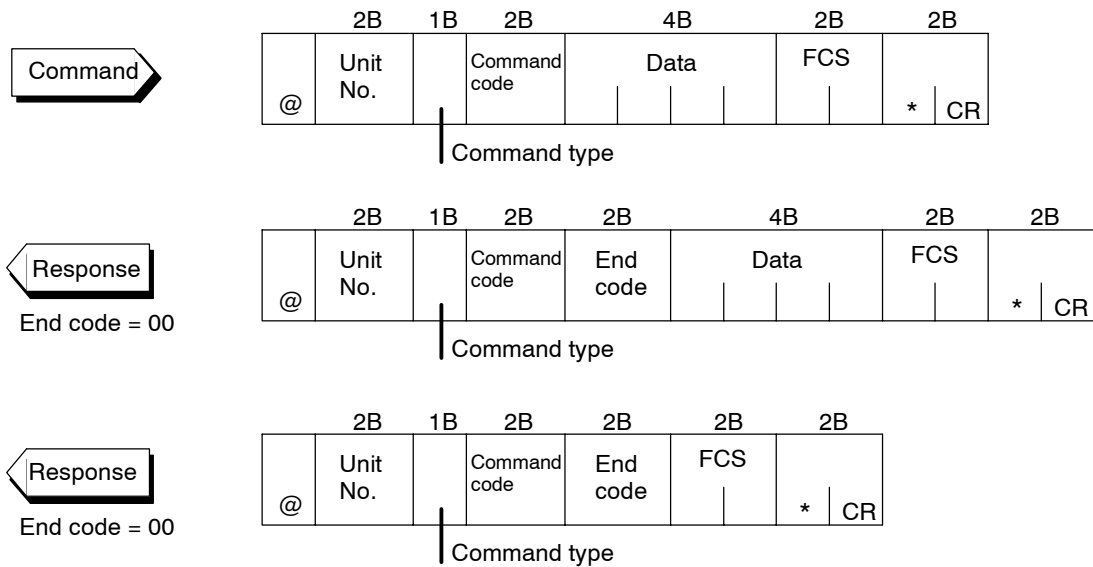 2B 1B 2B 4B 2B 2B
Command
@ Unit No. Command code Data FCS * CR
Command type
2B 1B 2B 2B 4B 2B 2B
Response
@ Unit No. Command code End code Data FCS * CR
End code = 00
Command type
2B 1B 2B 2B 2B 2B
Response
@ Unit No. Command code End code FCS * CR
End code = 00
Command type